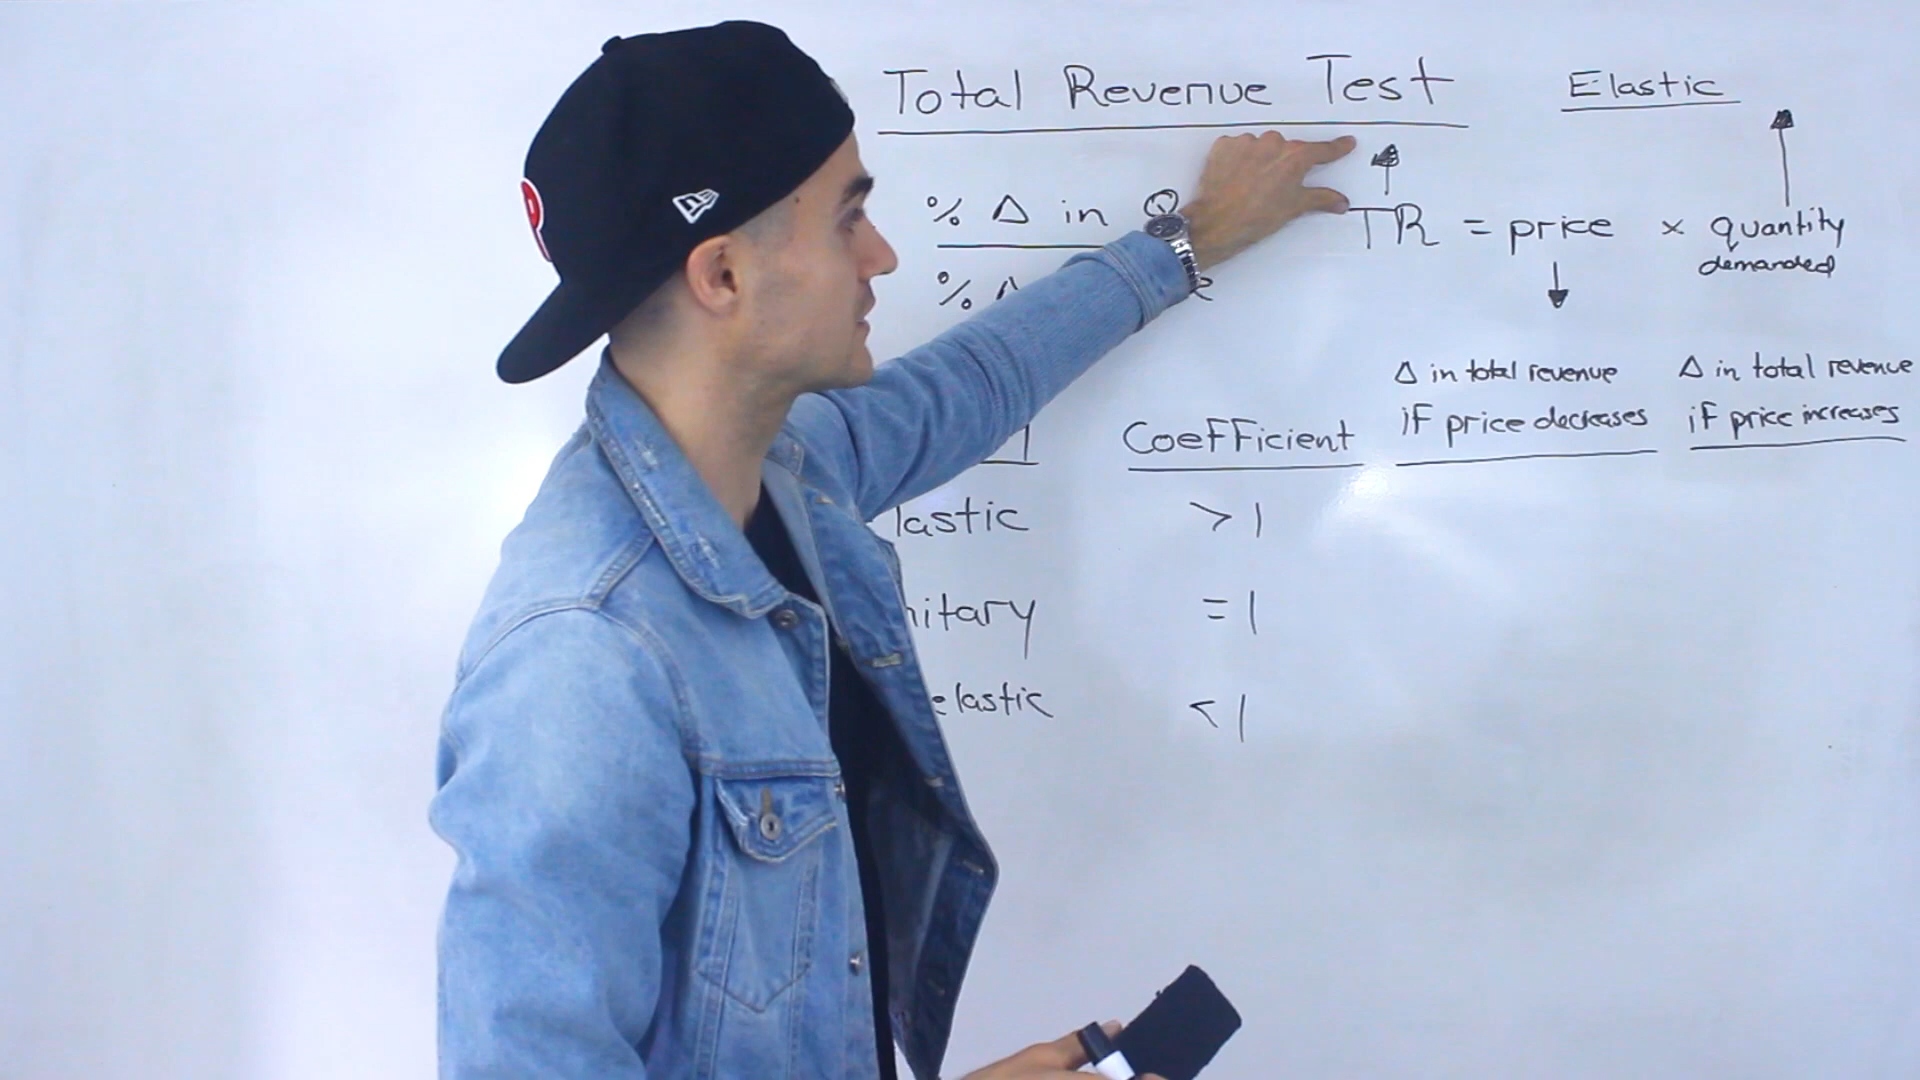 Total Revenue Test
Elastic
% Δ in Q
% Δ
TR = price × quantity
demanded
Δ in total revenue
if price decreases
Δ in total revenue
if price increases
Coefficient
lastic
> 1
nitary
= 1
elastic
< 1